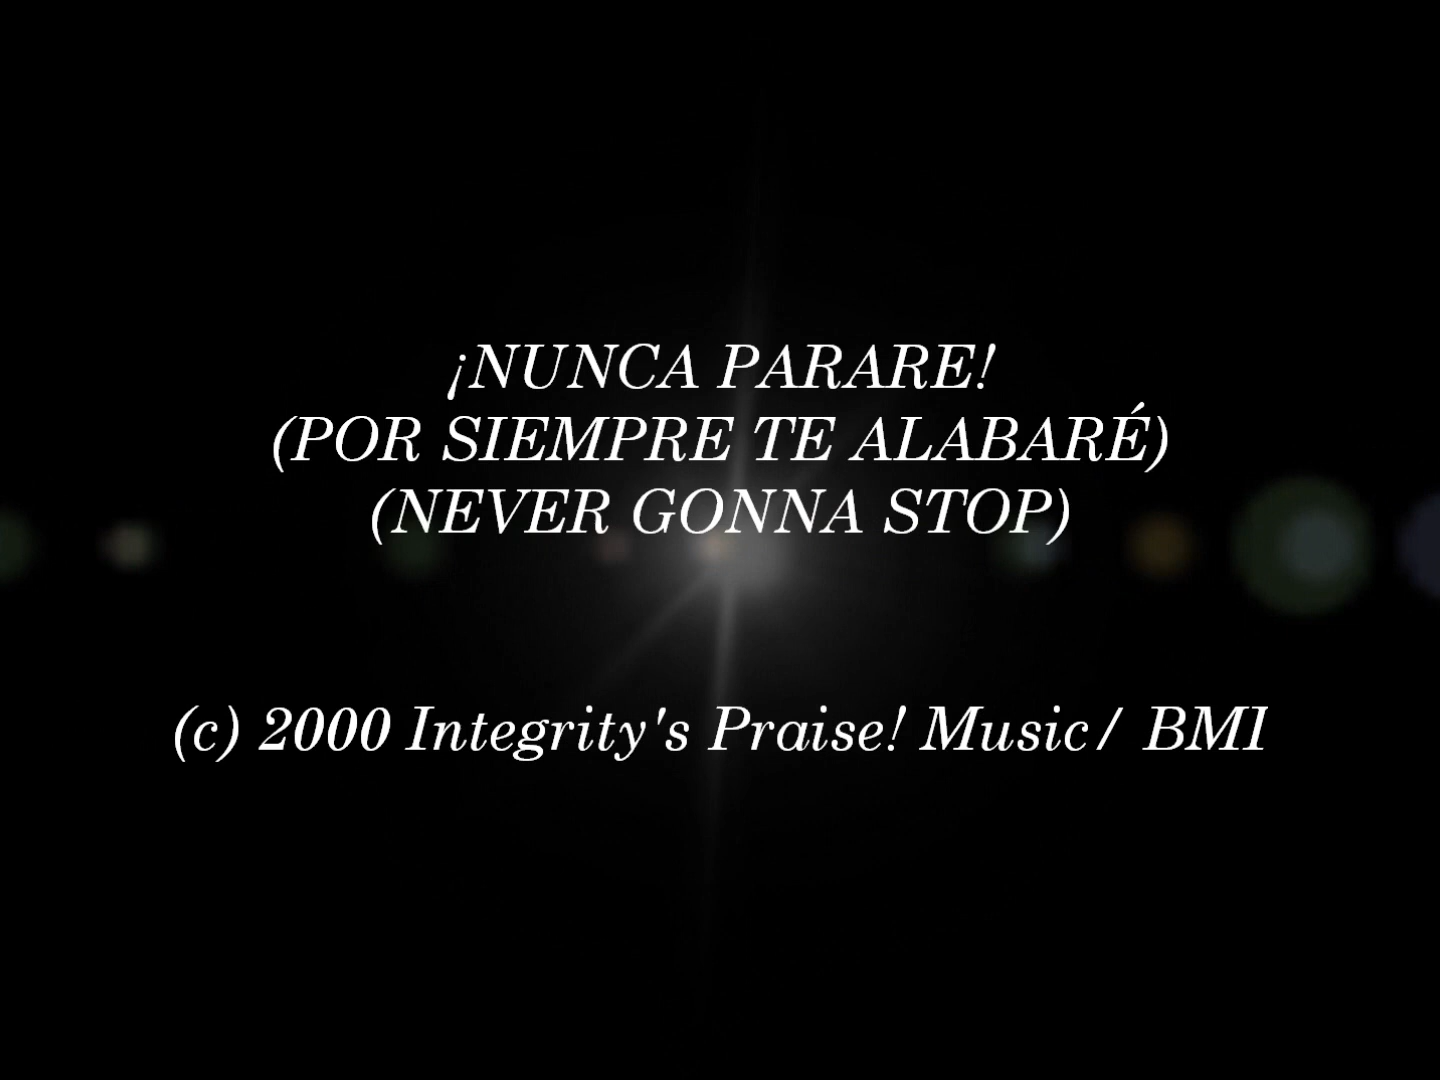 ¡NUNCA PARARE!
(POR SIEMPRE TE ALABARÉ)
(NEVER GONNA STOP)
(c) 2000 Integrity's Praise! Music/ BMI